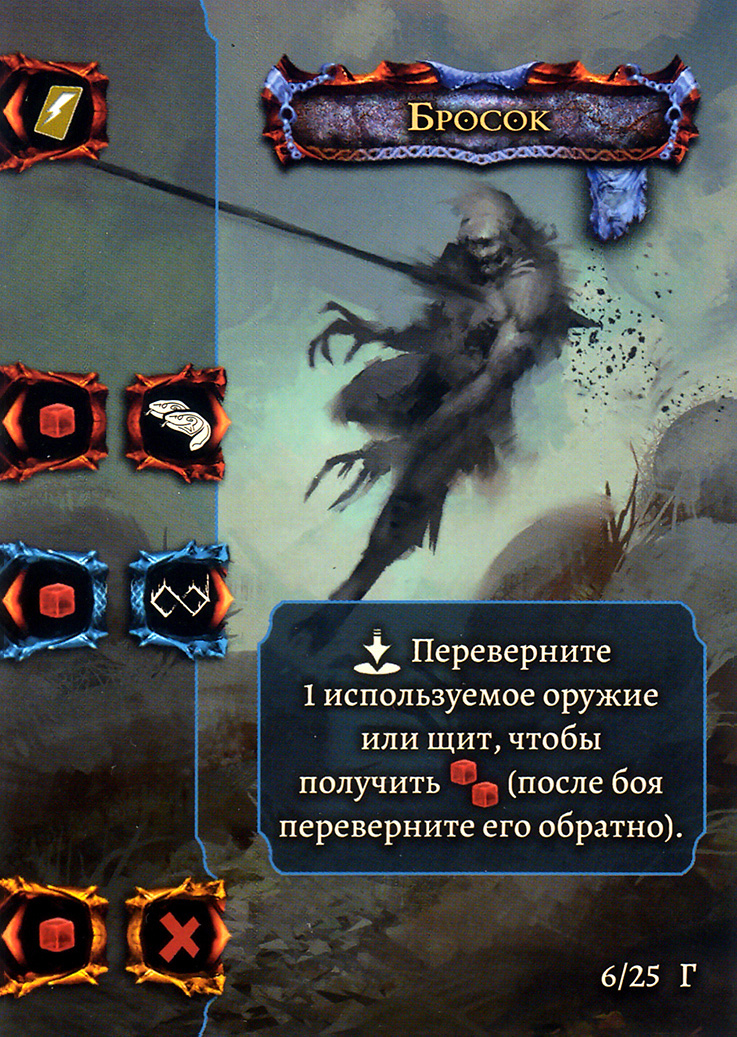 Бросок
Переверните
1 используемое оружие
или щит, чтобы
получить (после боя
переверните его обратно).
6/25 Г